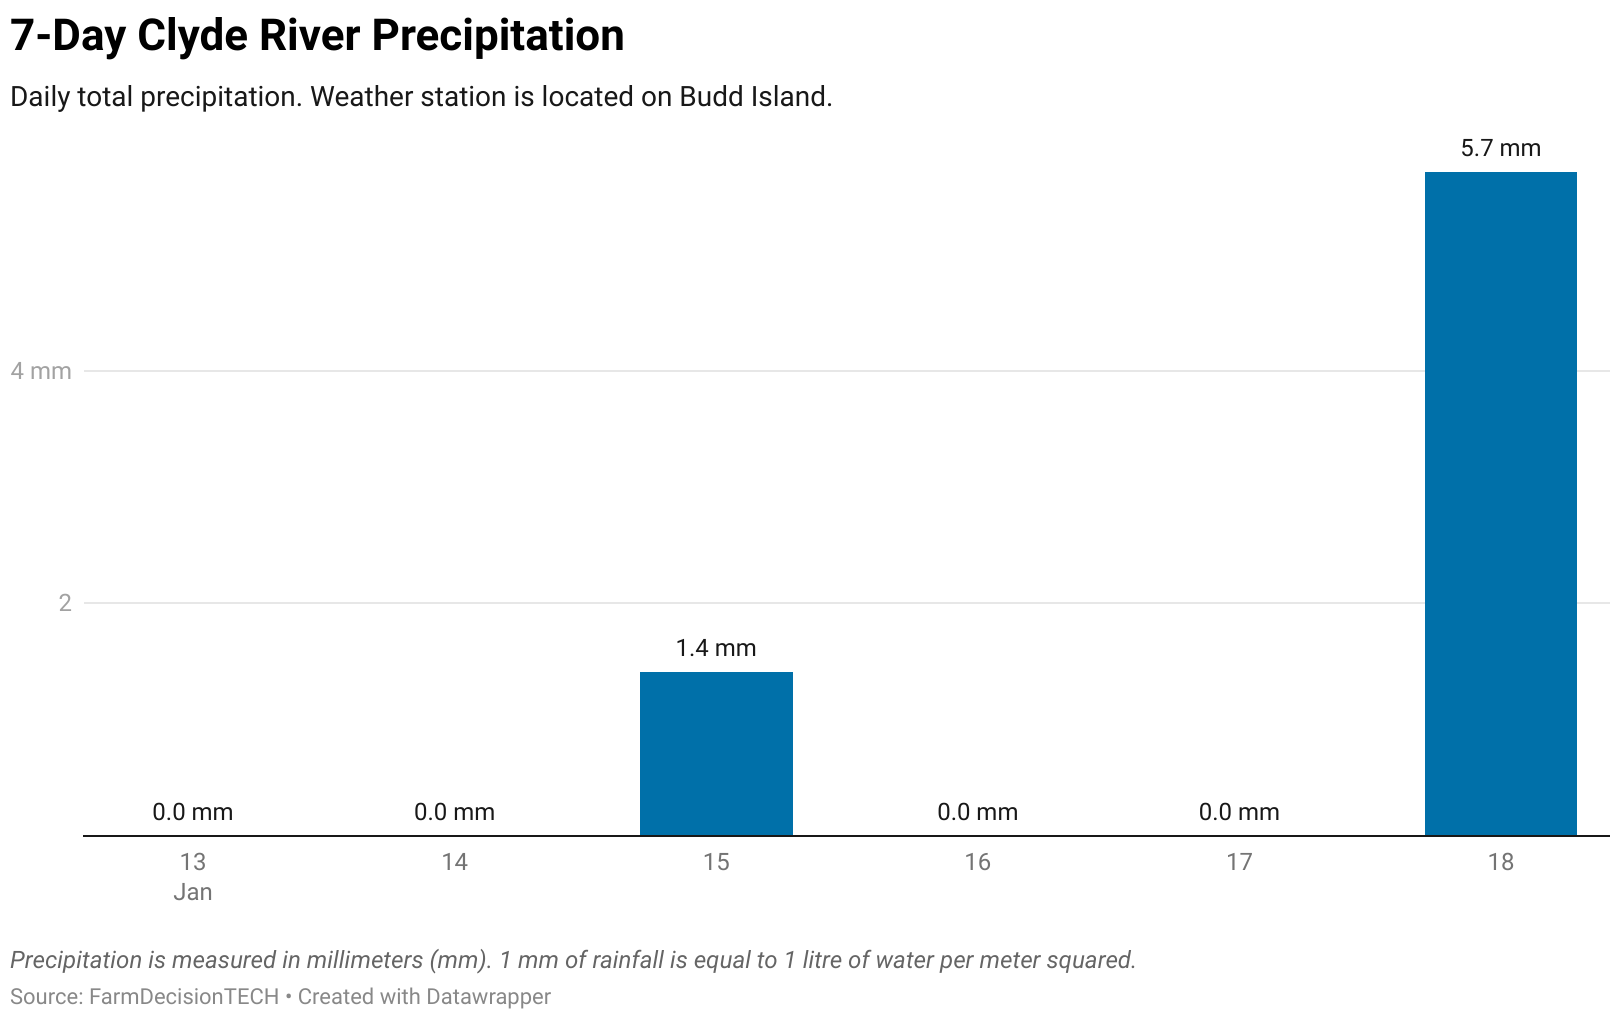 7-Day Clyde River Precipitation
Daily total precipitation. Weather station is located on Budd Island.
5.7 mm
4 mm
2
1.4 mm
0.0 mm 0.0 mm 0.0 mm 0.0 mm
13 14 15 16 17 18
Jan
Precipitation is measured in millimeters (mm). 1 mm of rainfall is equal to 1 litre of water per meter squared.
Source: FarmDecisionTECH • Created with Datawrapper